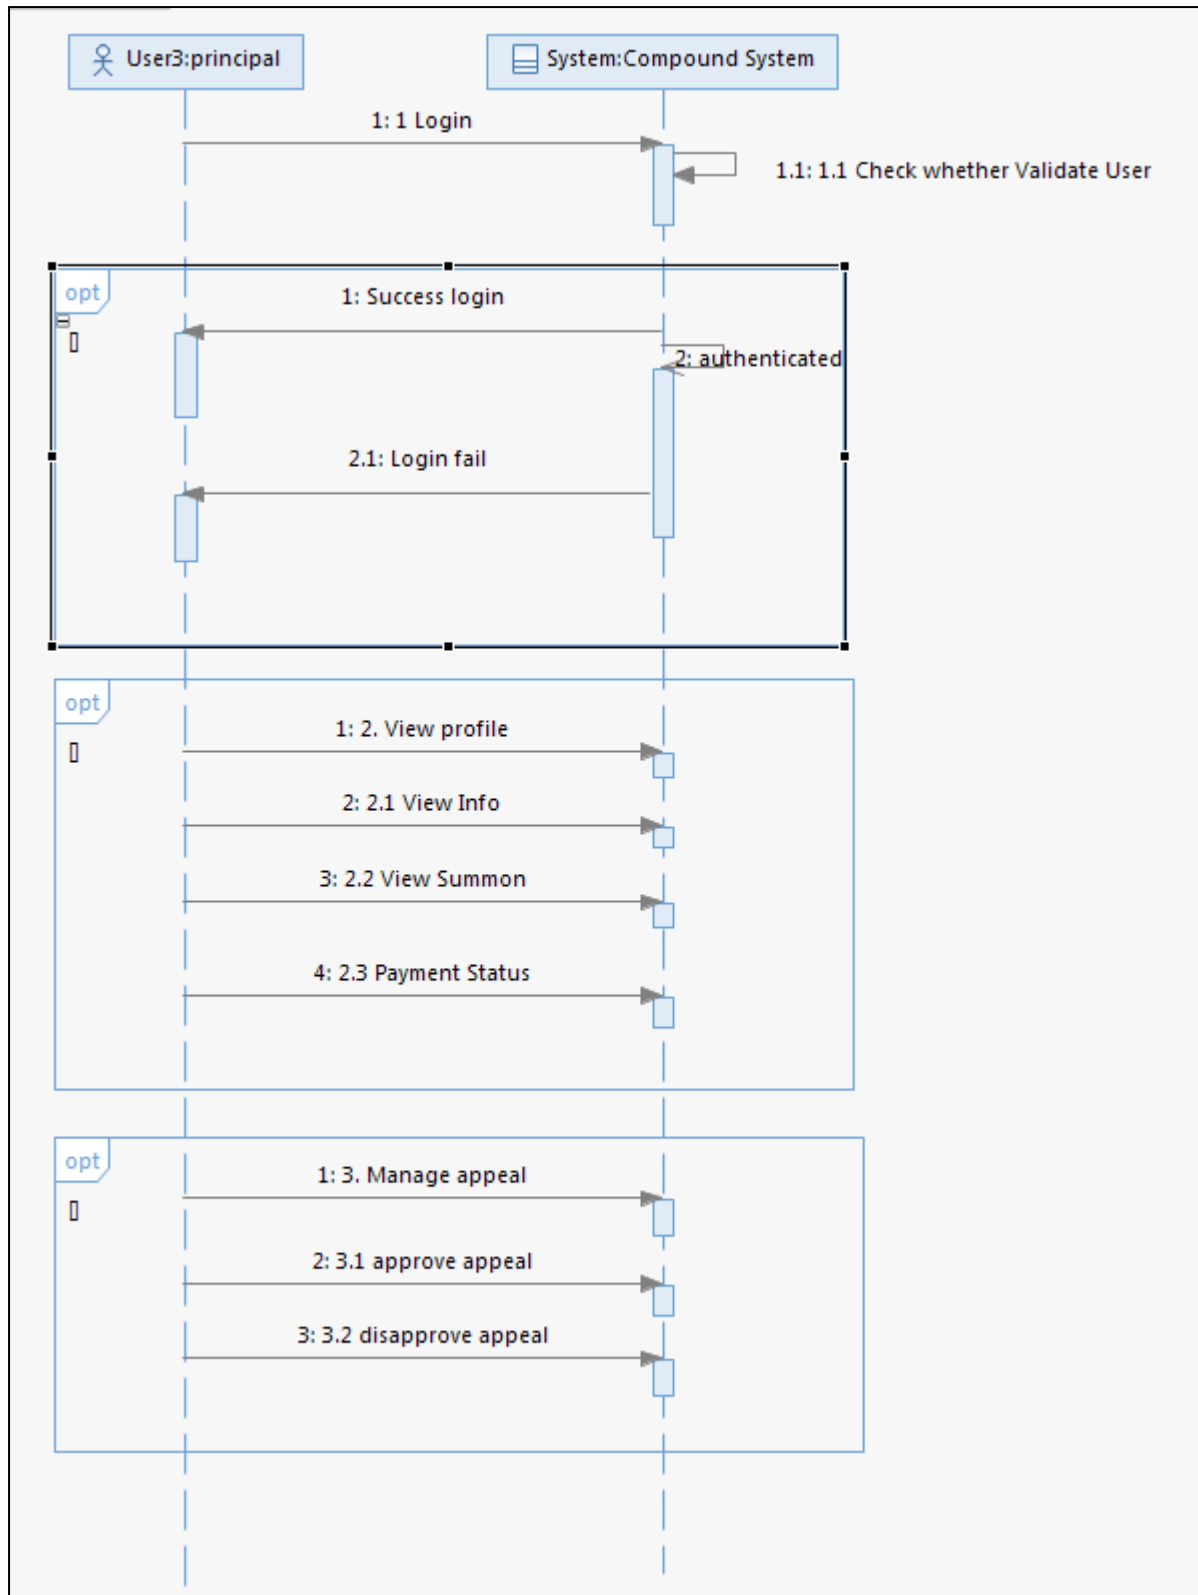 User3:principal
System:Compound System
1: 1 Login
1.1: 1.1 Check whether Validate User
opt
1: Success login
[]
2: authenticated
2.1: Login fail
opt
1: 2. View profile
[]
2: 2.1 View Info
3: 2.2 View Summon
4: 2.3 Payment Status
opt
1: 3. Manage appeal
[]
2: 3.1 approve appeal
3: 3.2 disapprove appeal